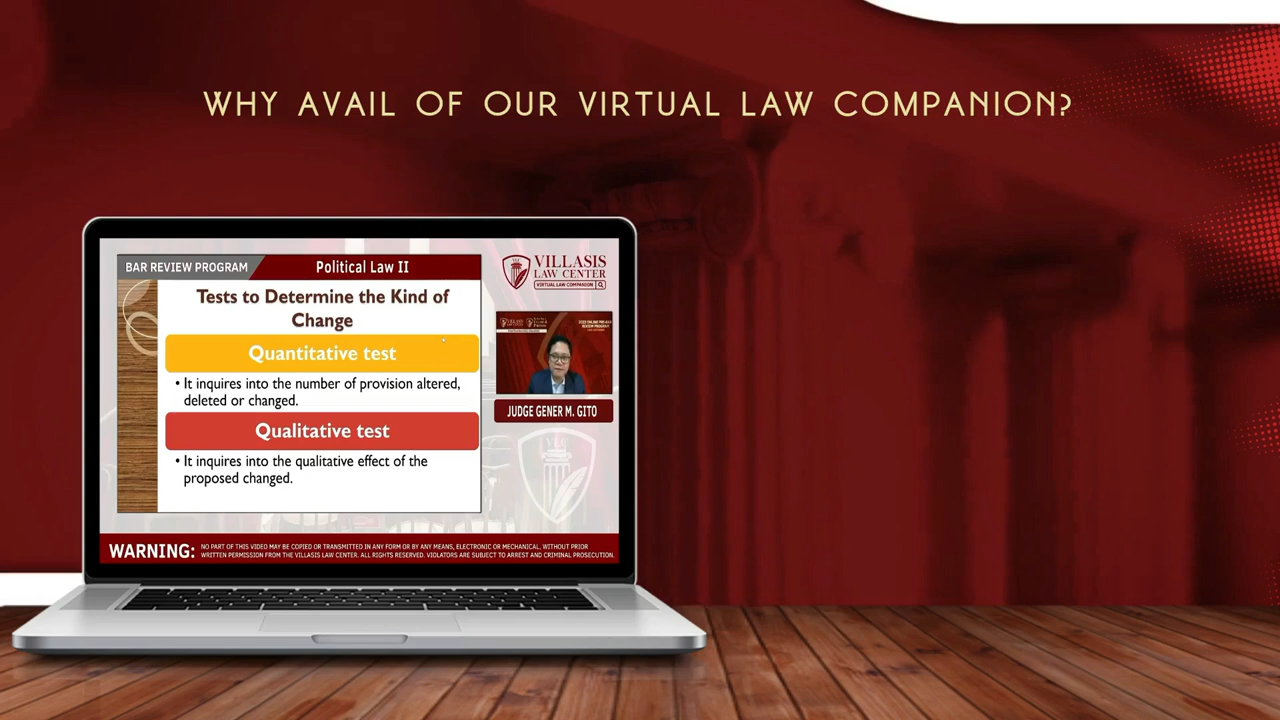 WHY AVAIL OF OUR VIRTUAL LAW COMPANION?
BAR REVIEW PROGRAM
Political Law II
VILLASIS
LAW CENTER
VIRTUAL LAW COMPANION
Tests to Determine the Kind of
Change
Quantitative test
• It inquires into the number of provision altered,
deleted or changed.
Qualitative test
• It inquires into the qualitative effect of the
proposed changed.
JUDGE GENER M. GITO
WARNING:
NO PART OF THIS VIDEO MAY BE COPIED OR TRANSMITTED IN ANY FORM OR BY ANY MEANS, ELECTRONIC OR MECHANICAL, WITHOUT PRIOR
WRITTEN PERMISSION FROM THE VILLASIS LAW CENTER. ALL RIGHTS RESERVED. VIOLATORS ARE SUBJECT TO ARREST AND CRIMINAL PROSECUTION.